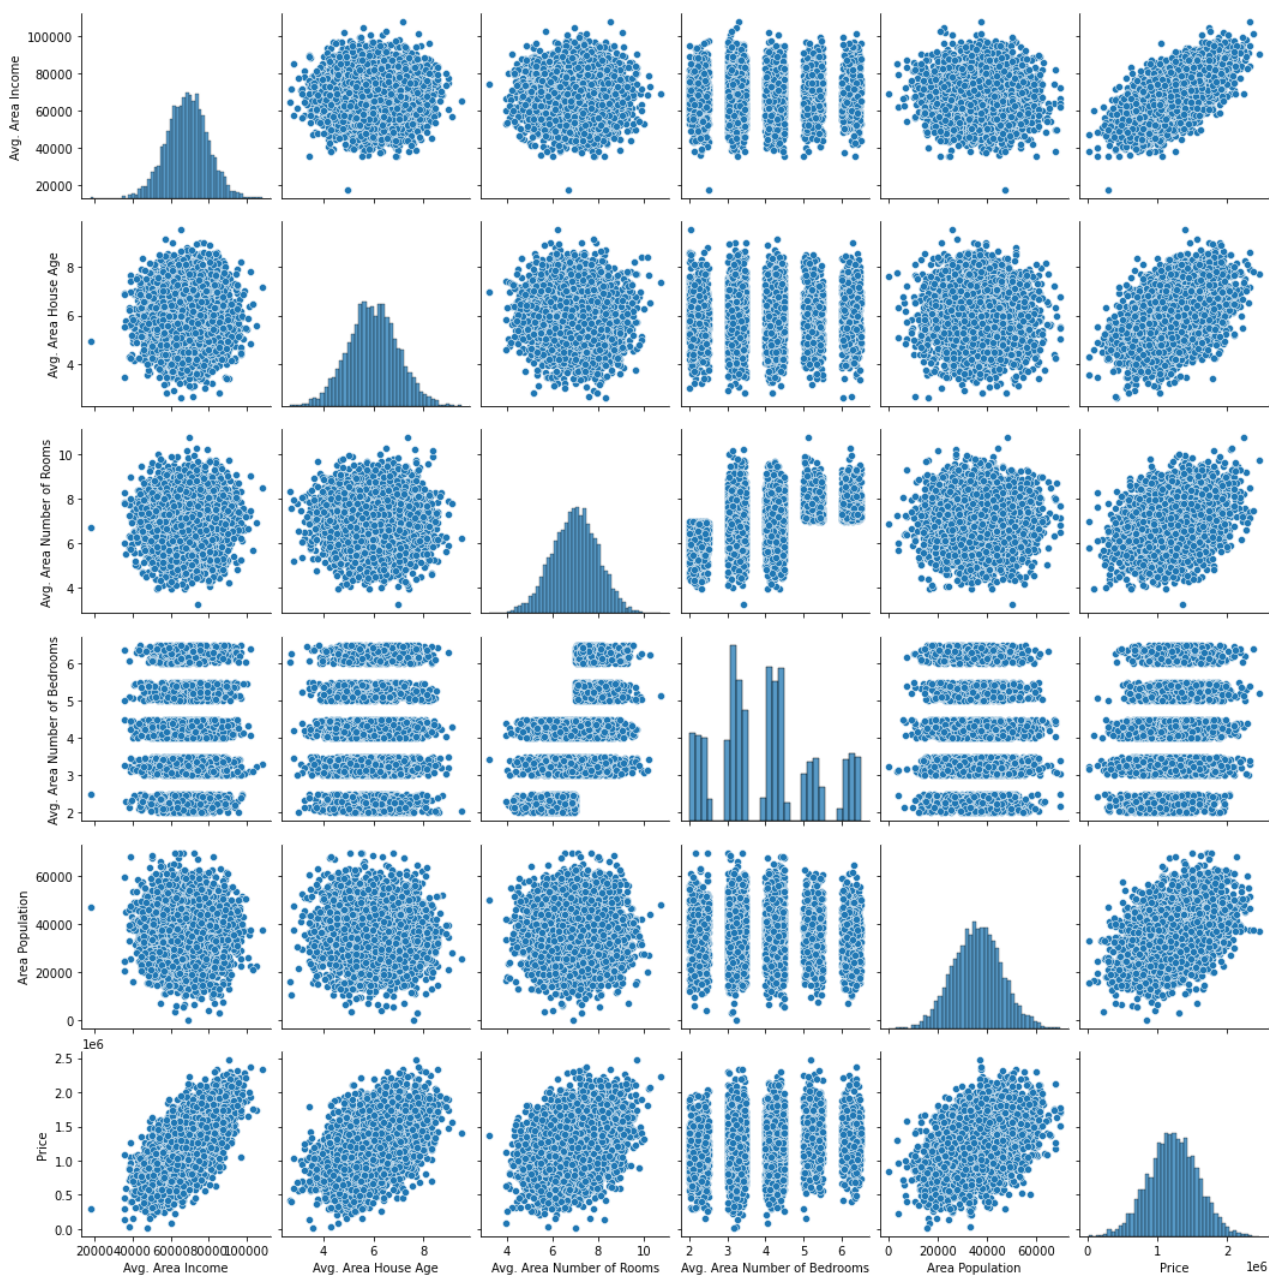 100000
80000
60000
40000
20000
Avg. Area Income
8
6
4
Avg. Area House Age
10
8
6
4
Avg. Area Number of Rooms
6
5
4
3
2
Avg. Area Number of Bedrooms
60000
40000
20000
0
Area Population
1e6
2.5
2.0
1.5
1.0
0.5
0.0
Price
20000 40000 60000 80000 100000
4 6 8
4 6 8 10
2 3 4 5 6
0 20000 40000 60000
0 1 2
1e6
Avg. Area Income
Avg. Area House Age
Avg. Area Number of Rooms
Avg. Area Number of Bedrooms
Area Population
Price